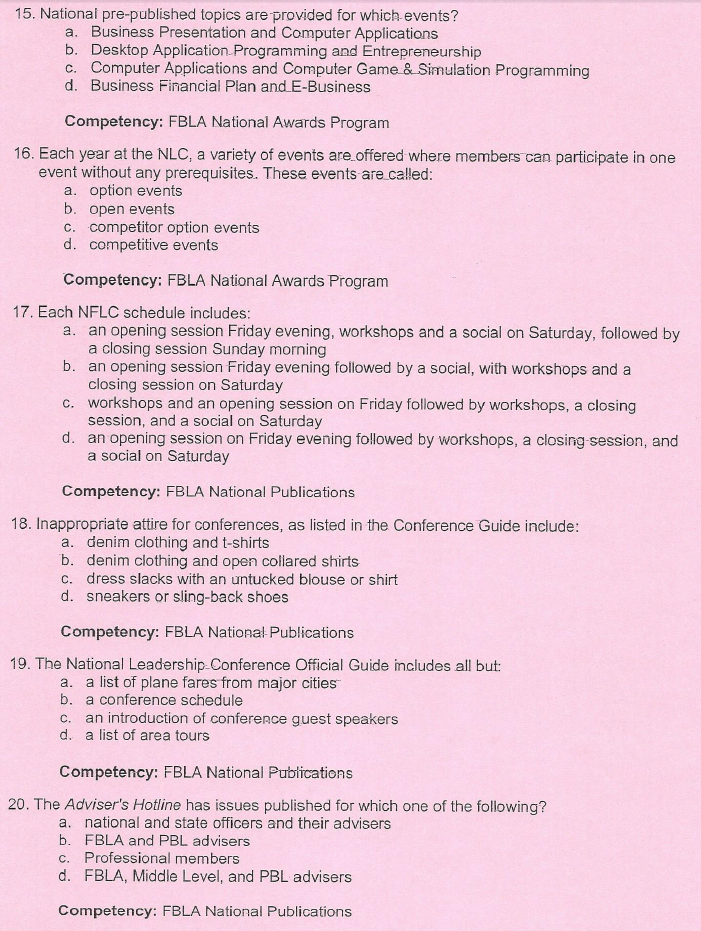 15. National pre-published topics are provided for which events?
a. Business Presentation and Computer Applications
b. Desktop Application Programming and Entrepreneurship
c. Computer Applications and Computer Game & Simulation Programming
d. Business Financial Plan and E-Business
Competency: FBLA National Awards Program
16. Each year at the NLC, a variety of events are offered where members can participate in one
event without any prerequisites. These events are called:
a. option events
b. open events
c. competitor option events
d. competitive events
Competency: FBLA National Awards Program
17. Each NFLC schedule includes:
a. an opening session Friday evening, workshops and a social on Saturday, followed by
a closing session Sunday morning
b. an opening session Friday evening followed by a social, with workshops and a
closing session on Saturday
c. workshops and an opening session on Friday followed by workshops, a closing
session, and a social on Saturday
d. an opening session on Friday evening followed by workshops, a closing session, and
a social on Saturday
Competency: FBLA National Publications
18. Inappropriate attire for conferences, as listed in the Conference Guide include:
a. denim clothing and t-shirts
b. denim clothing and open collared shirts
c. dress slacks with an untucked blouse or shirt
d. sneakers or sling-back shoes
Competency: FBLA National Publications
19. The National Leadership Conference Official Guide includes all but:
a. a list of plane fares from major cities
b. a conference schedule
c. an introduction of conference guest speakers
d. a list of area tours
Competency: FBLA National Publications
20. The Adviser's Hotline has issues published for which one of the following?
a. national and state officers and their advisers
b. FBLA and PBL advisers
c. Professional members
d. FBLA, Middle Level, and PBL advisers
Competency: FBLA National Publications